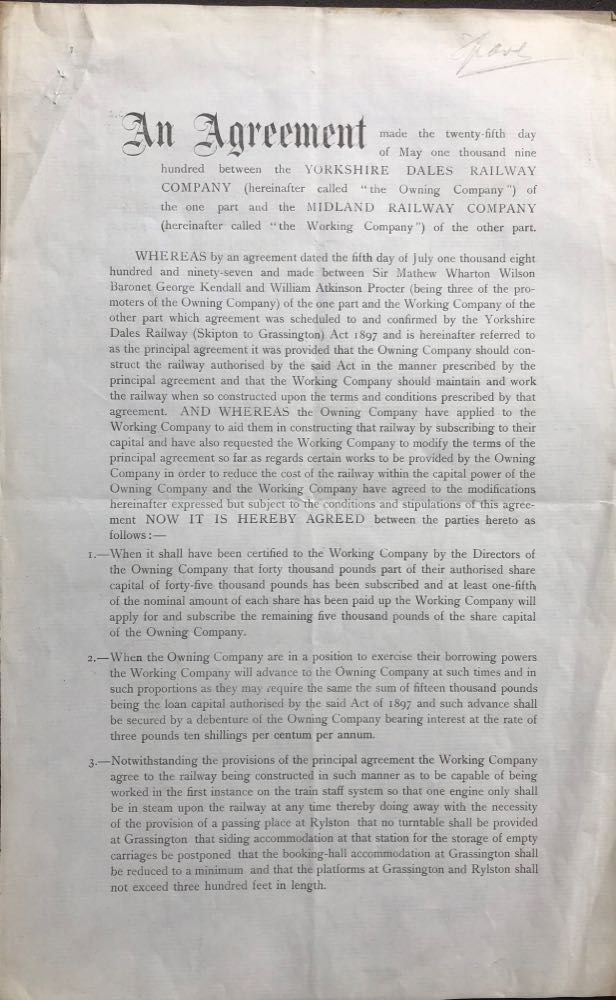 Spare
An Agreement made the twenty-fifth day
of May one thousand nine
hundred between the YORKSHIRE DALES RAILWAY
COMPANY (hereinafter called "the Owning Company") of
the one part and the MIDLAND RAILWAY COMPANY
(hereinafter called "the Working Company") of the other part.
WHEREAS by an agreement dated the fifth day of July one thousand eight
hundred and ninety-seven and made between Sir Mathew Wharton Wilson
Baronet George Kendall and William Atkinson Procter (being three of the pro-
moters of the Owning Company) of the one part and the Working Company of the
other part which agreement was scheduled to and confirmed by the Yorkshire
Dales Railway (Skipton to Grassington) Act 1897 and is hereinafter referred to
as the principal agreement it was provided that the Owning Company should con-
struct the railway authorised by the said Act in the manner prescribed by the
principal agreement and that the Working Company should maintain and work
the railway when so constructed upon the terms and conditions prescribed by that
agreement. AND WHEREAS the Owning Company have applied to the
Working Company to aid them in constructing that railway by subscribing to their
capital and have also requested the Working Company to modify the terms of the
principal agreement so far as regards certain works to be provided by the Owning
Company in order to reduce the cost of the railway within the capital power of the
Owning Company and the Working Company have agreed to the modifications
hereinafter expressed but subject to the conditions and stipulations of this agree-
ment NOW IT IS HEREBY AGREED between the parties hereto as
follows:—
1.—When it shall have been certified to the Working Company by the Directors of
the Owning Company that forty thousand pounds part of their authorised share
capital of forty-five thousand pounds has been subscribed and at least one-fifth
of the nominal amount of each share has been paid up the Working Company will
apply for and subscribe the remaining five thousand pounds of the share capital
of the Owning Company.
2.—When the Owning Company are in a position to exercise their borrowing powers
the Working Company will advance to the Owning Company at such times and in
such proportions as they may require the same the sum of fifteen thousand pounds
being the loan capital authorised by the said Act of 1897 and such advance shall
be secured by a debenture of the Owning Company bearing interest at the rate of
three pounds ten shillings per centum per annum.
3.—Notwithstanding the provisions of the principal agreement the Working Company
agree to the railway being constructed in such manner as to be capable of being
worked in the first instance on the train staff system so that one engine only shall
be in steam upon the railway at any time thereby doing away with the necessity
of the provision of a passing place at Rylston that no turntable shall be provided
at Grassington that siding accommodation at that station for the storage of empty
carriages be postponed that the booking-hall accommodation at Grassington shall
be reduced to a minimum and that the platforms at Grassington and Rylston shall
not exceed three hundred feet in length.